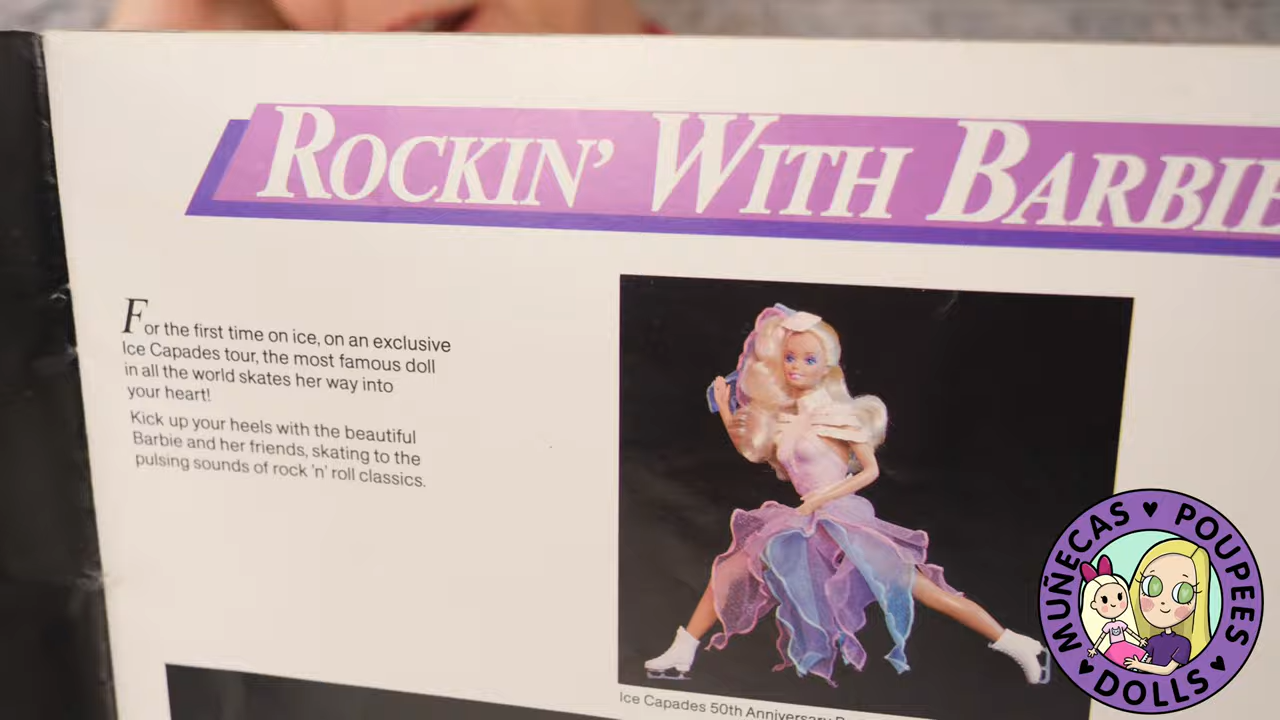 ROCKIN' WITH BARBIE
For the first time on ice, on an exclusive
Ice Capades tour, the most famous doll
in all the world skates her way into
your heart!
Kick up your heels with the beautiful
Barbie and her friends, skating to the
pulsing sounds of rock 'n' roll classics.
Ice Capades 50th Anniversary
MUÑECAS ♥ POUPEES ♥ DOLLS ♥